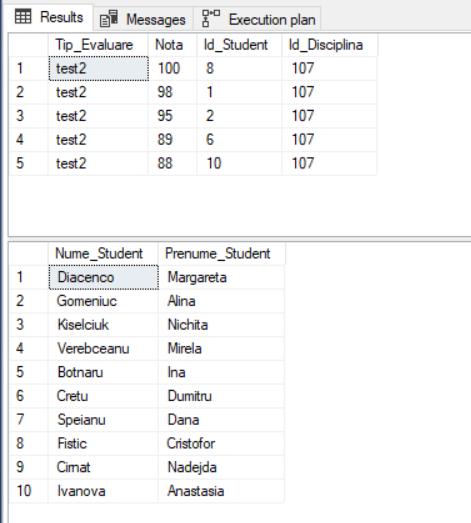 Results Messages Execution plan
Tip_Evaluare Nota Id_Student Id_Disciplina
1 test2 100 8 107
2 test2 98 1 107
3 test2 95 2 107
4 test2 89 6 107
5 test2 88 10 107
Nume_Student Prenume_Student
1 Diacenco Margareta
2 Gomeniuc Alina
3 Kiselciuk Nichita
4 Verebceanu Mirela
5 Botnaru Ina
6 Cretu Dumitru
7 Speianu Dana
8 Fistic Cristofor
9 Cimat Nadejda
10 Ivanova Anastasia